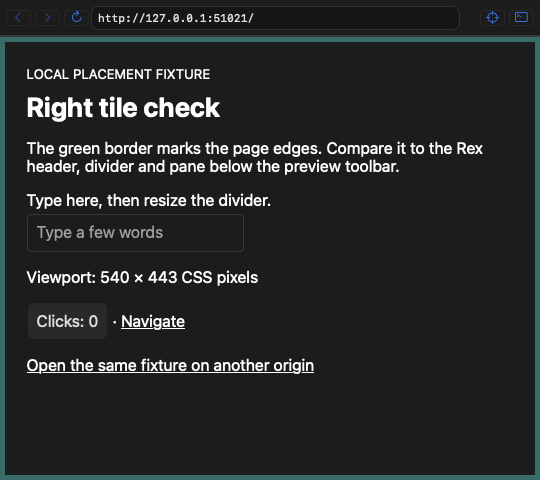 http://127.0.0.1:51021/
LOCAL PLACEMENT FIXTURE
Right tile check
The green border marks the page edges. Compare it to the Rex
header, divider and pane below the preview toolbar.
Type here, then resize the divider.
Type a few words
Viewport: 540 × 443 CSS pixels
Clicks: 0 · Navigate
Open the same fixture on another origin